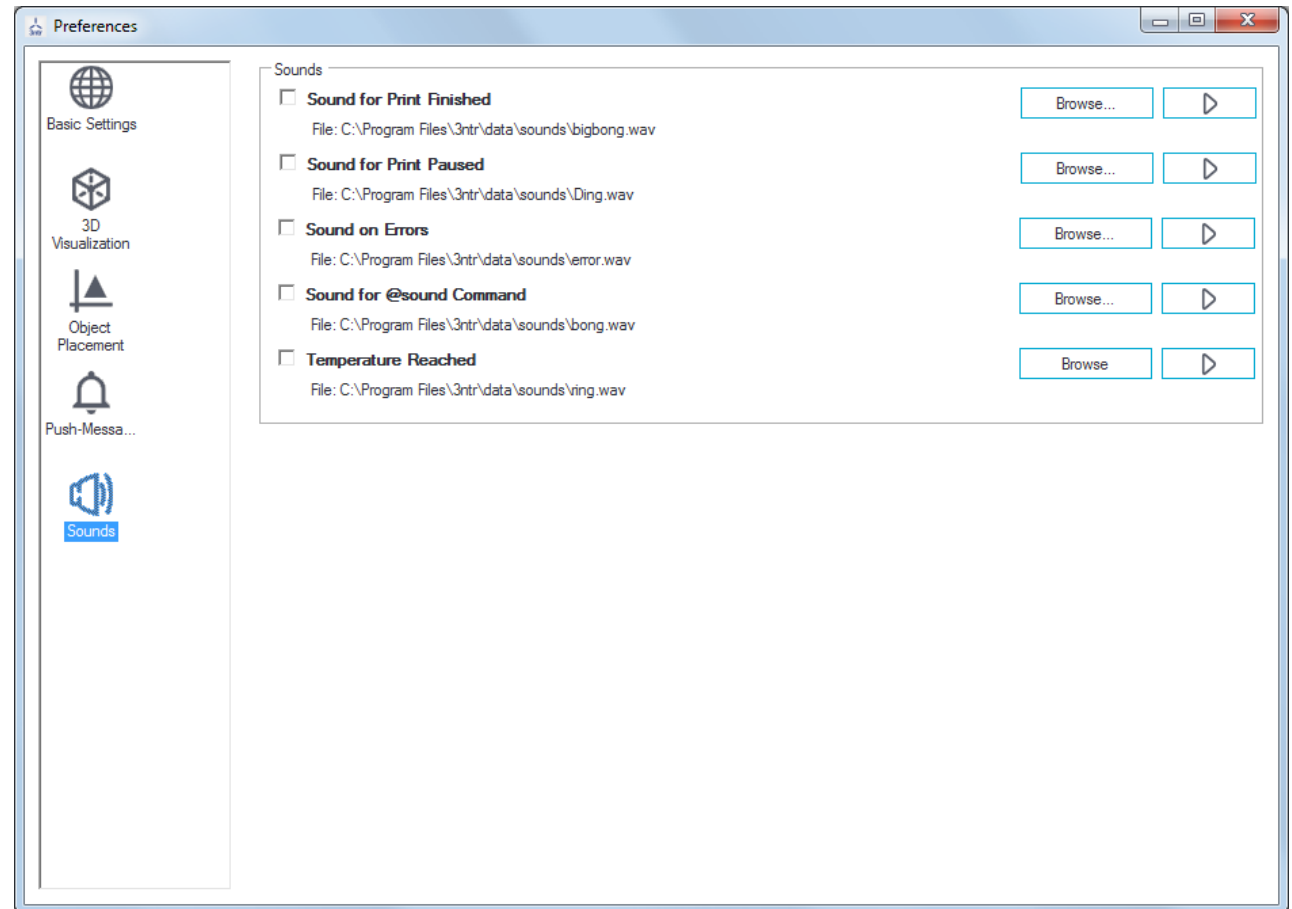 Preferences
Basic Settings
3D
Visualization
Object
Placement
Push-Messa...
Sounds
Sounds
Sound for Print Finished
Browse...
File: C:\Program Files\3ntr\data\sounds\bigbong.wav
Sound for Print Paused
Browse...
File: C:\Program Files\3ntr\data\sounds\Ding.wav
Sound on Errors
Browse...
File: C:\Program Files\3ntr\data\sounds\error.wav
Sound for @sound Command
Browse...
File: C:\Program Files\3ntr\data\sounds\bong.wav
Temperature Reached
Browse
File: C:\Program Files\3ntr\data\sounds\ring.wav